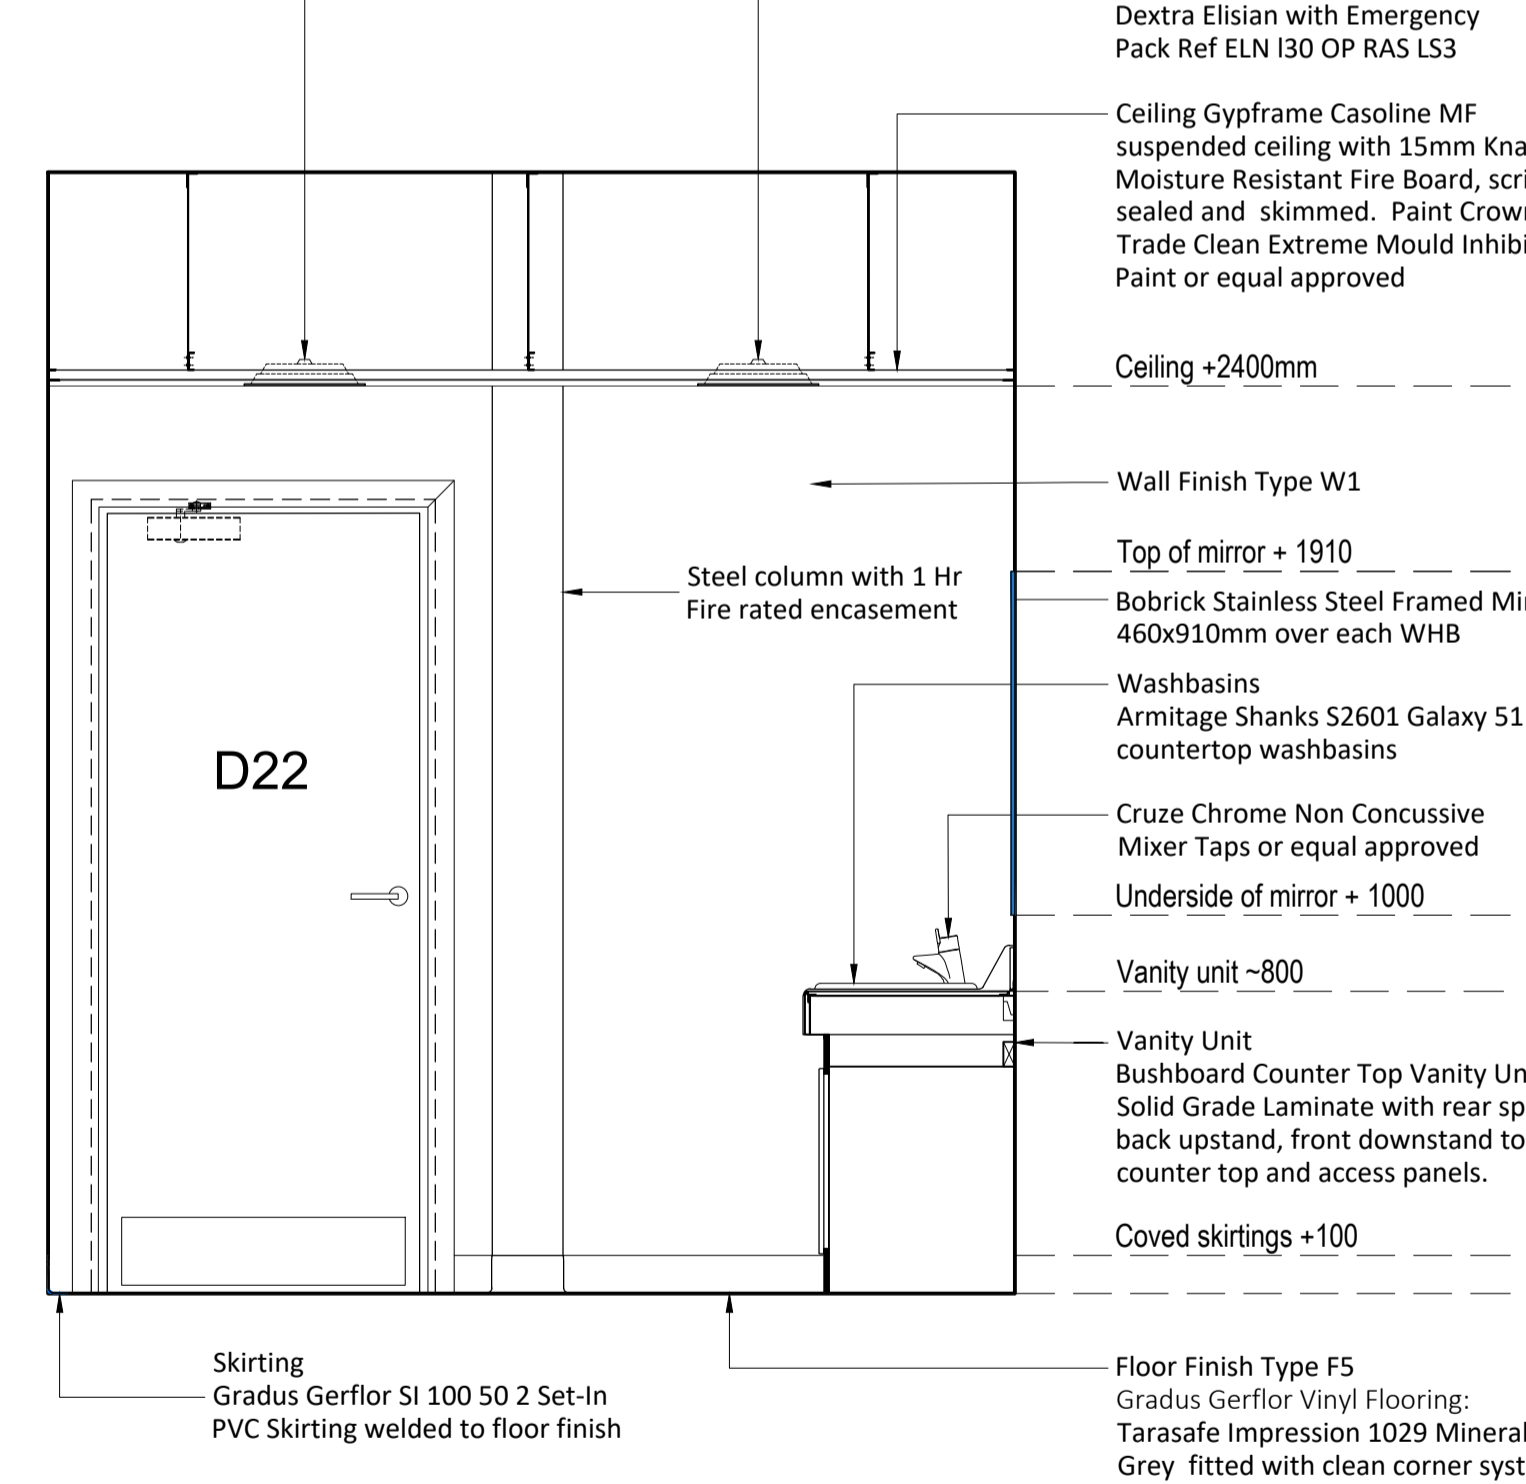 Dextra Elisian with Emergency
Pack Ref ELN l30 OP RAS LS3
Ceiling Gypframe Casoline MF
suspended ceiling with 15mm
Moisture Resistant Fire Board,
sealed and skimmed. Paint
Trade Clean Extreme Mould
Paint or equal approved
Ceiling +2400mm
Wall Finish Type W1
Top of mirror + 1910
Steel column with 1 Hr
Fire rated encasement
Bobrick Stainless Steel Framed
460x910mm over each WHB
Washbasins
Armitage Shanks S2601 Galaxy 51
countertop washbasins
D22
Cruze Chrome Non Concussive
Mixer Taps or equal approved
Underside of mirror + 1000
Vanity unit ~800
Vanity Unit
Bushboard Counter Top Vanity
Solid Grade Laminate with rear
back upstand, front downstand to
counter top and access panels.
Coved skirtings +100
Skirting
Gradus Gerflor SI 100 50 2 Set-In
PVC Skirting welded to floor finish
Floor Finish Type F5
Gradus Gerflor Vinyl Flooring:
Tarasafe Impression 1029 Mineral
Grey fitted with clean corner